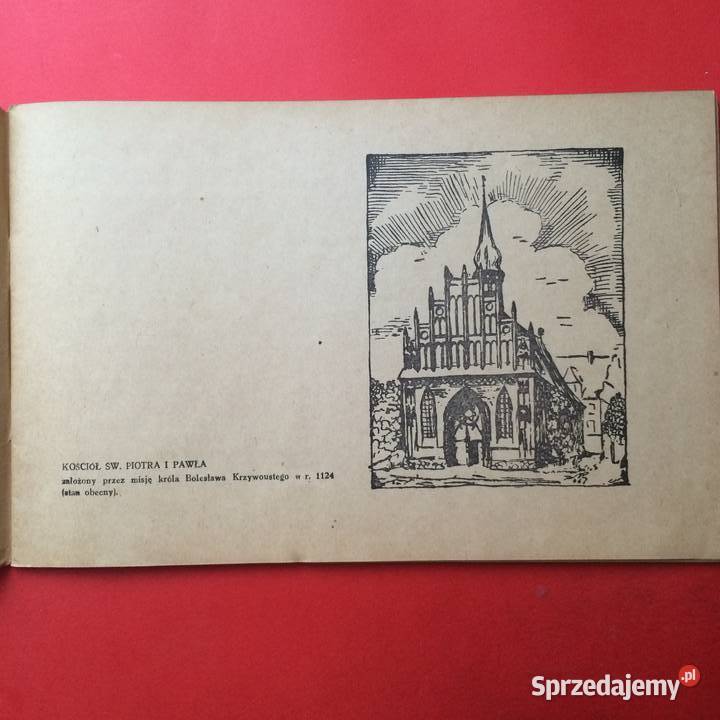 KOŚCIÓŁ ŚW. PIOTRA I PAWŁA
założony przez misję króla Bolesława Krzywoustego w r. 1124
(stan obecny).
Sprzedajemy.pl